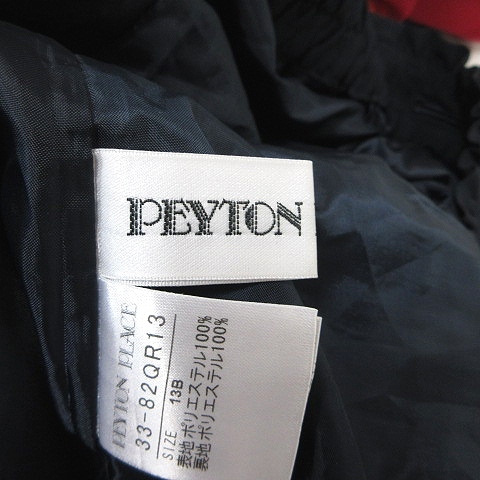 PEYTON
PEYTON PLACE
33-82QR13
SIZE 13B
表地 ポリエステル100%
裏地 ポリエステル100%